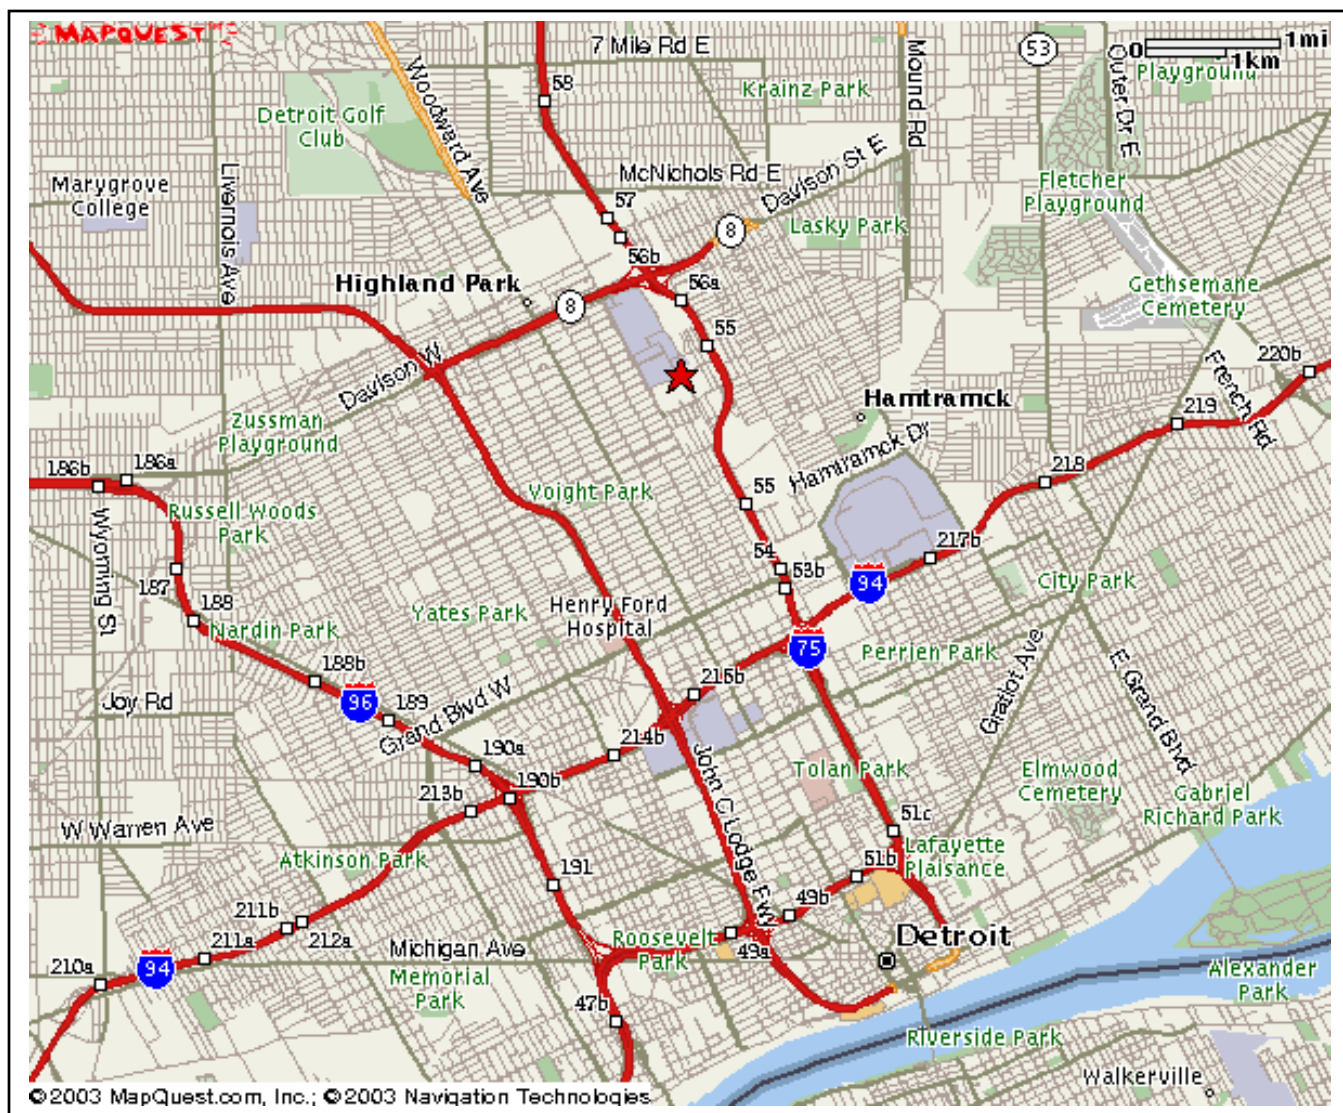 MAPQUEST
7 Mile Rd E
53
0
1mi
1km
Playground
Outer Dr E
Mound Rd
Woodward Ave
58
Krainz Park
Detroit Golf
Club
McNichols Rd E
Davison St E
Marygrove
College
Livernois Ave
Fletcher
Playground
57
8
Lasky Park
56b
Highland Park
8
56a
Gethsemane
Cemetery
55
Davison W
220b
French Rd
Hamtramck
219
Zussman
Playground
Hamtramck Dr
186b
186a
218
Voight Park
55
Russell Woods
Park
Wyoming St
217b
54
53b
94
187
City Park
188
Yates Park
Henry Ford
Hospital
Nardin Park
75
Perrien Park
188b
96
215b
Gratiot Ave
E Grand Blvd
Joy Rd
189
Grand Blvd W
214b
190a
John C Lodge Fwy
Tolan Park
Elmwood
Cemetery
190b
213b
Gabriel
Richard Park
W Warren Ave
51c
Atkinson Park
Lafayette
Plaisance
51b
191
49b
211b
212a
211a
Michigan Ave
Roosevelt
Park
49a
Detroit
210a
94
Memorial
Park
Alexander
Park
47b
Riverside Park
Walkerville
©2003 MapQuest.com, Inc.; ©2003 Navigation Technologies